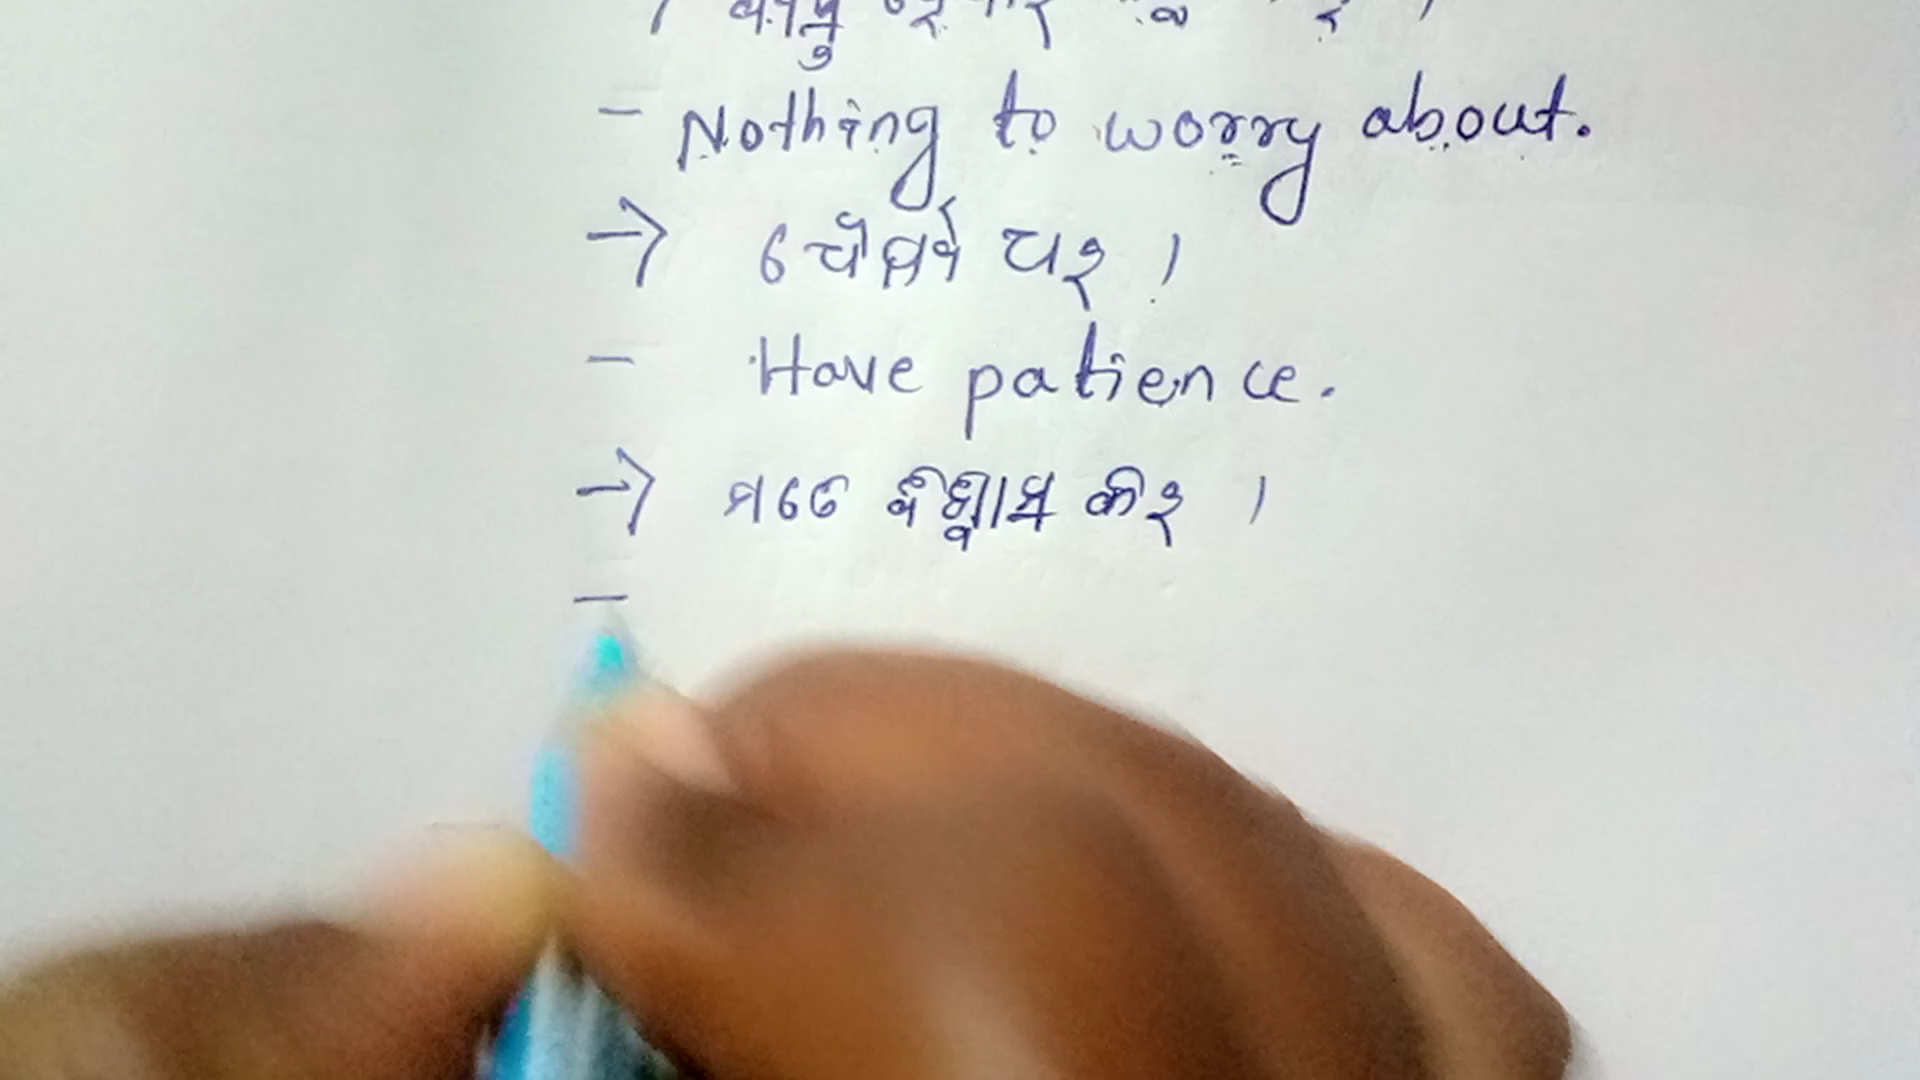 - Nothing to worry about.
→ ଧୈର୍ଯ୍ୟ ଧର ।
- Have patience.
→ ମତେ ବିଶ୍ୱାସ କର ।
-